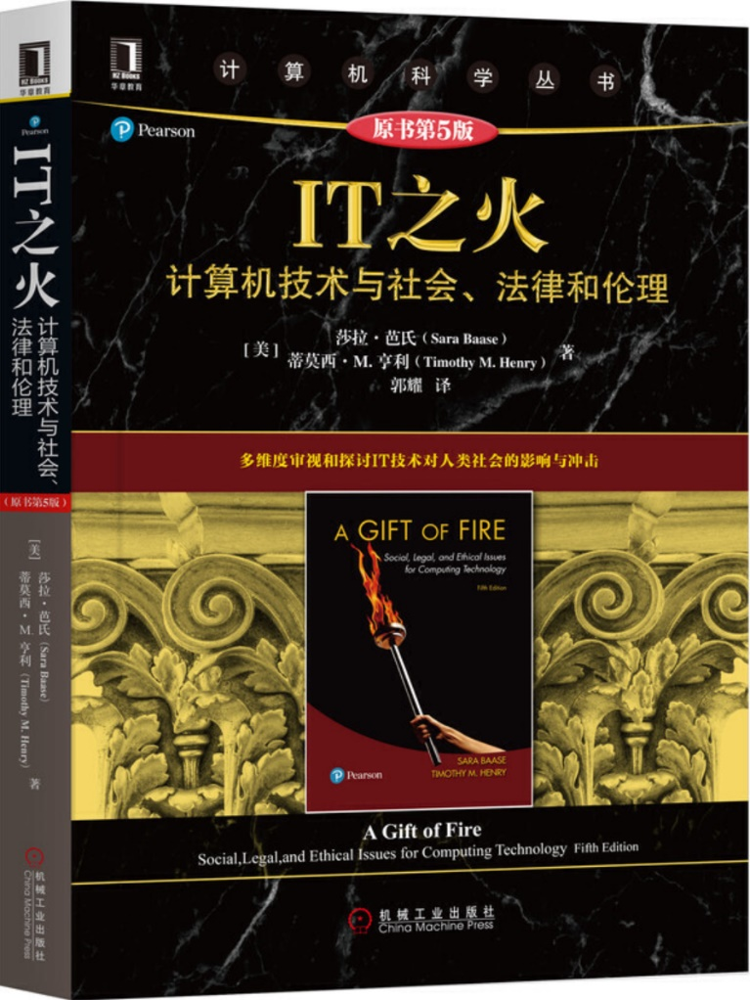 HZ BOOKS
华章教育
Pearson
IT之火
计算机技术与社会、
法律和伦理
(原书第5版)
[美]
莎拉·芭氏(Sara Baase)
蒂莫西·M. 亨利(Timothy M. Henry)
著
机械工业出版社
China Machine Press
HZ BOOKS
华章教育
计算机科学丛书
Pearson
原书第5版
IT之火
计算机技术与社会、法律和伦理
[美]
莎拉·芭氏(Sara Baase)
蒂莫西·M. 亨利(Timothy M. Henry)
著
郭耀 译
多维度审视和探讨IT技术对人类社会的影响与冲击
A GIFT OF FIRE
Social, Legal, and Ethical Issues
for Computing Technology
Fifth Edition
SARA BAASE
TIMOTHY M. HENRY
Pearson
A Gift of Fire
Social,Legal,and Ethical Issues for Computing Technology Fifth Edition
机械工业出版社
China Machine Press